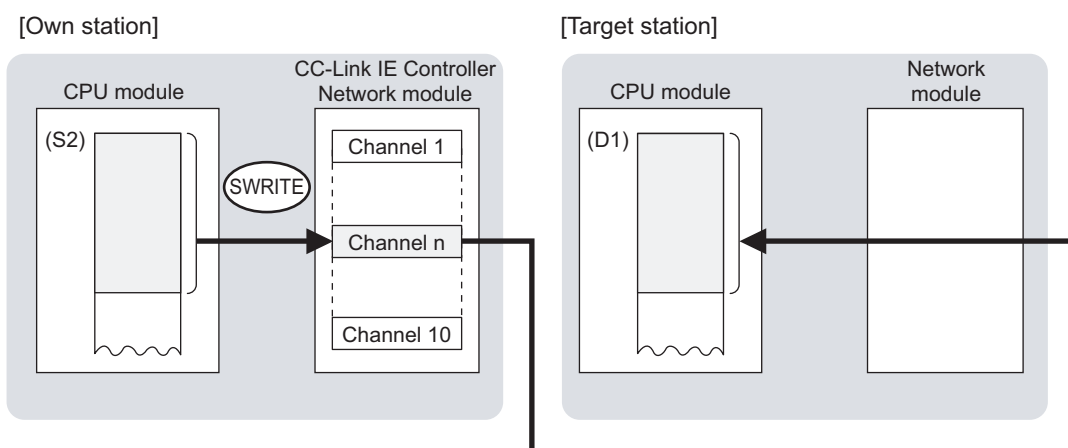 [Own station]
CPU module
(S2)
SWRITE
CC-Link IE Controller
Network module
Channel 1
Channel n
Channel 10
[Target station]
CPU module
(D1)
Network
module